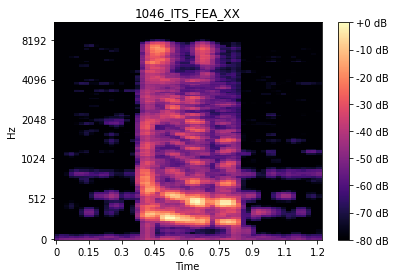 1046_ITS_FEA_XX
8192
4096
2048
1024
512
0
Hz
0 0.15 0.3 0.45 0.6 0.75 0.9 1.1 1.2
Time
+0 dB
-10 dB
-20 dB
-30 dB
-40 dB
-50 dB
-60 dB
-70 dB
-80 dB